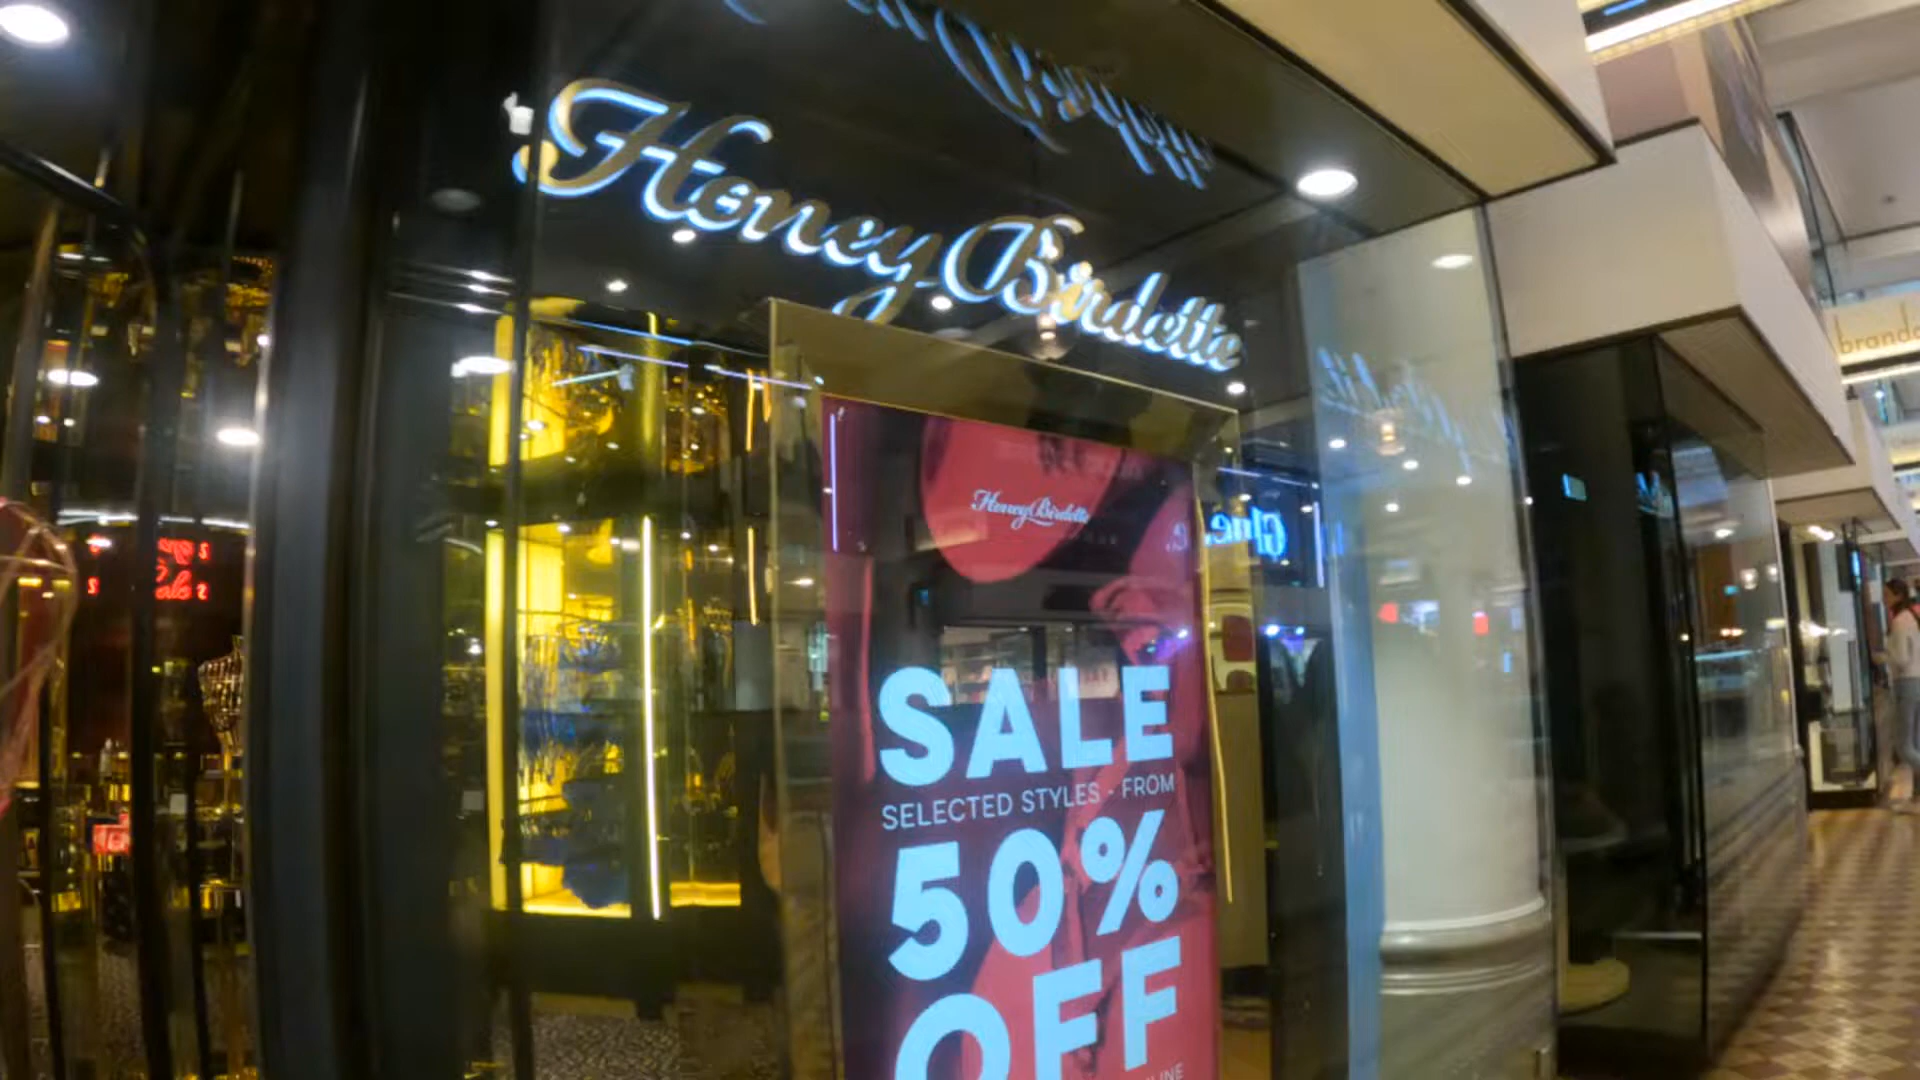 Honey Birdette
Honey Birdette
SALE
SELECTED STYLES - FROM
50%
OFF